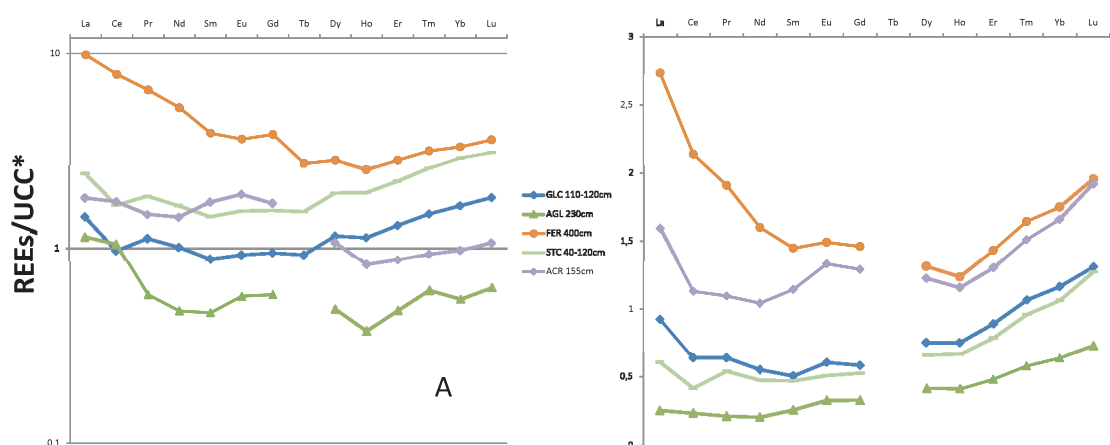 La Ce Pr Nd Sm Eu Gd Tb Dy Ho Er Tm Yb Lu
10
1
0.1
REEs/UCC*
A
GLC 110-120cm
AGL 230cm
FER 400cm
STC 40-120cm
ACR 155cm
La Ce Pr Nd Sm Eu Gd Tb Dy Ho Er Tm Yb Lu
3
2,5
2
1,5
1
0,5
0